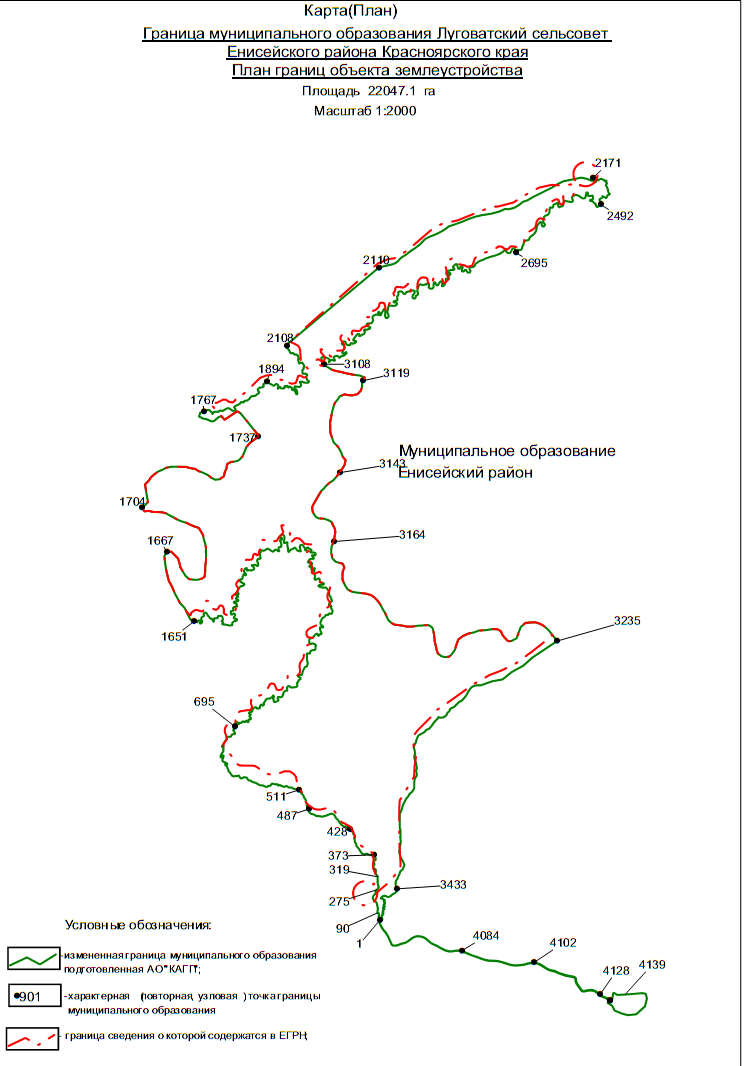 Карта(План)
Граница муниципального образования Луговатский сельсовет
Енисейского района Красноярского края
План границ объекта землеустройства
Площадь 22047.1 га
Масштаб 1:2000
2171
2492
2110
2695
2108
3108
1894
3119
1767
1737
Муниципальное образование
3143
Енисейский район
1704
3164
1667
3235
1651
695
511
487
428
373
319
3433
275
90
1
4084
4102
4128
4139
Условные обозначения:
-измененная граница муниципального образования
подготовленная АО"КАГП";
901
-характерная (повторная, узловая ) точка границы
муниципального образования
- граница сведения о которой содержатся в ЕГРН;